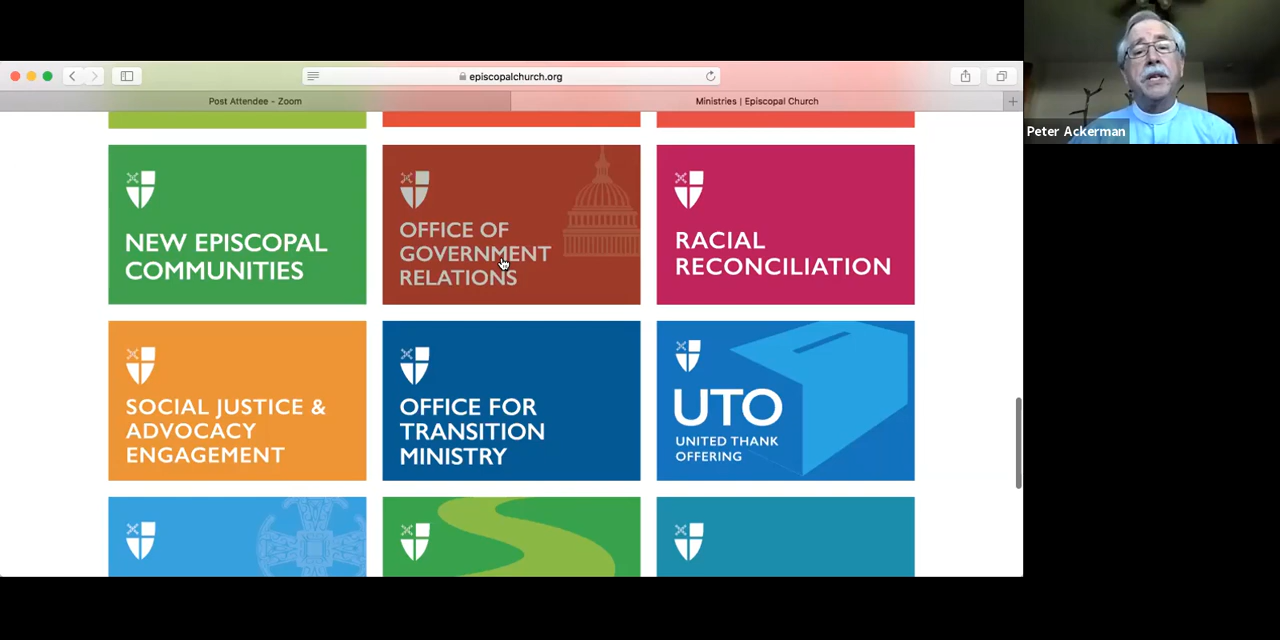 episcopalchurch.org
Post Attendee - Zoom
Ministries | Episcopal Church
Peter Ackerman
NEW EPISCOPAL
COMMUNITIES
OFFICE OF
GOVERNMENT
RELATIONS
RACIAL
RECONCILIATION
SOCIAL JUSTICE &
ADVOCACY
ENGAGEMENT
OFFICE FOR
TRANSITION
MINISTRY
UTO
UNITED THANK
OFFERING